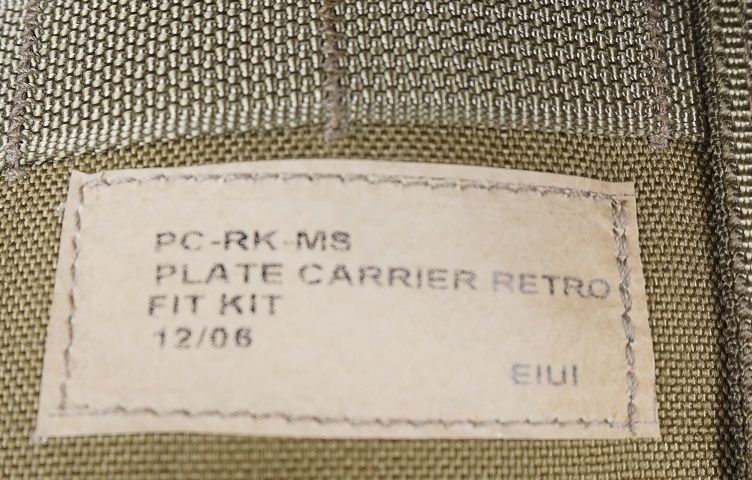 PC-RK-MS
PLATE CARRIER RETRO
FIT KIT
12/06
EIUI